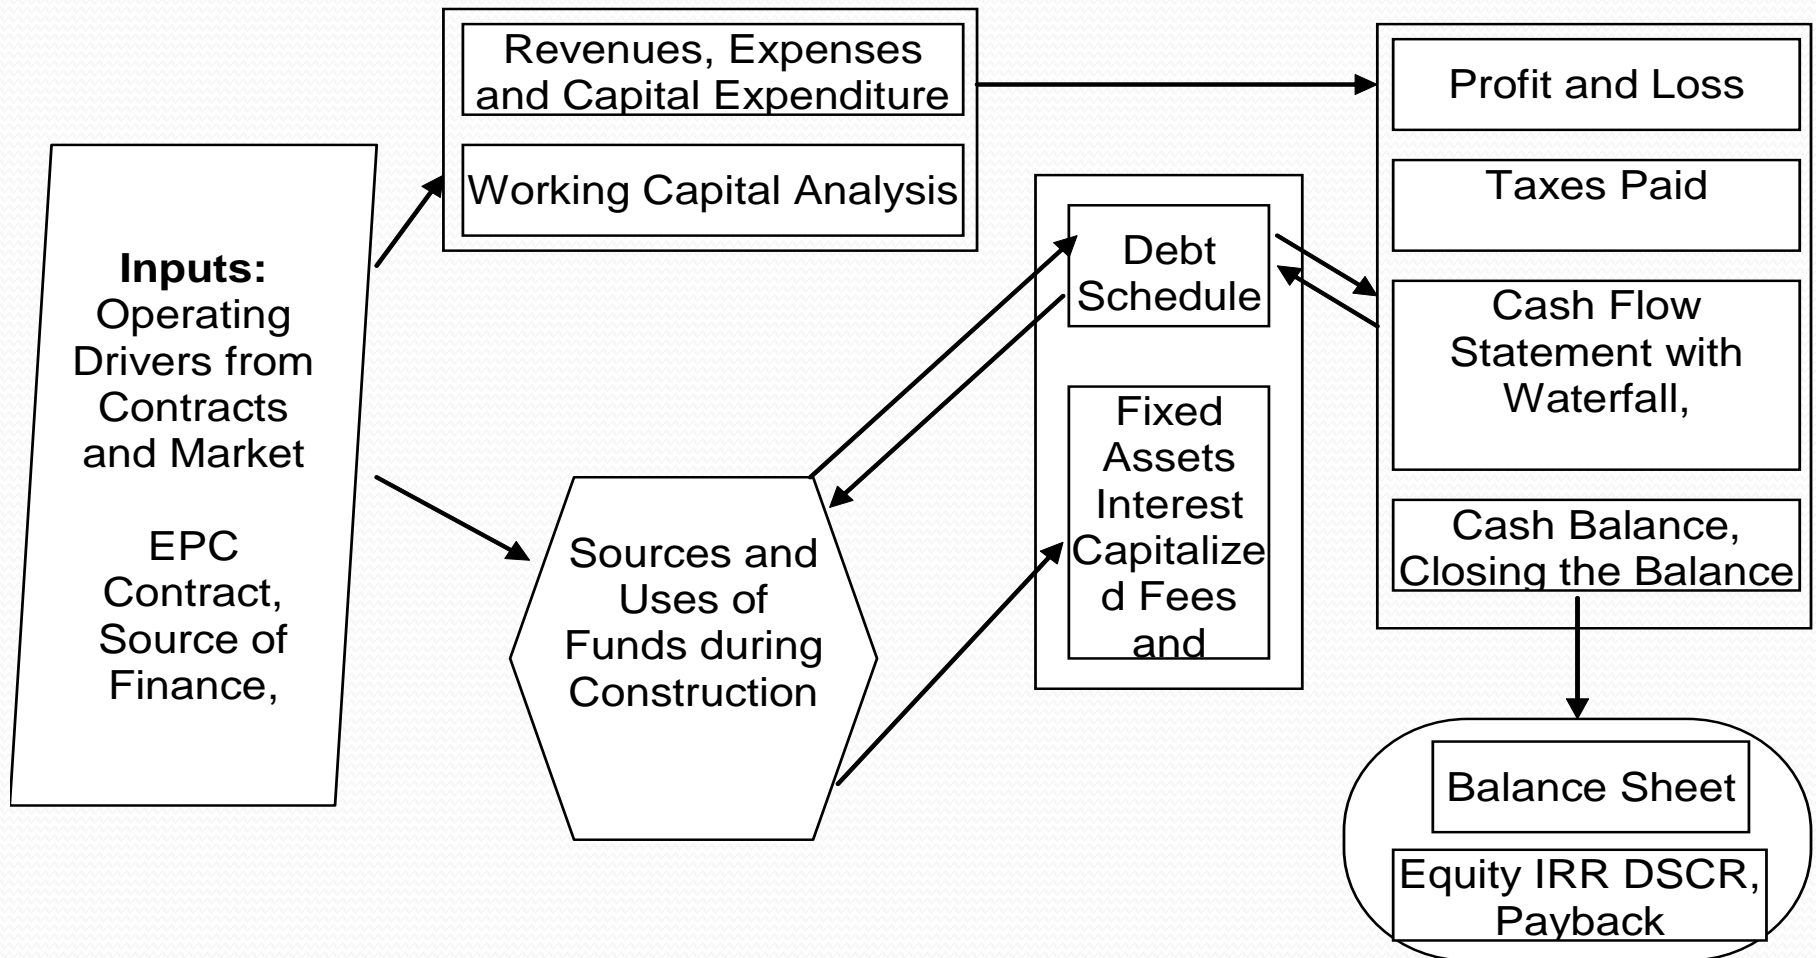 Revenues, Expenses
and Capital Expenditure
Working Capital Analysis
Inputs:
Operating
Drivers from
Contracts
and Market
EPC
Contract,
Source of
Finance,
Sources and
Uses of
Funds during
Construction
Debt
Schedule
Fixed
Assets
Interest
Capitalize
d Fees
and
Profit and Loss
Taxes Paid
Cash Flow
Statement with
Waterfall,
Cash Balance,
Closing the Balance
Balance Sheet
Equity IRR DSCR,
Payback